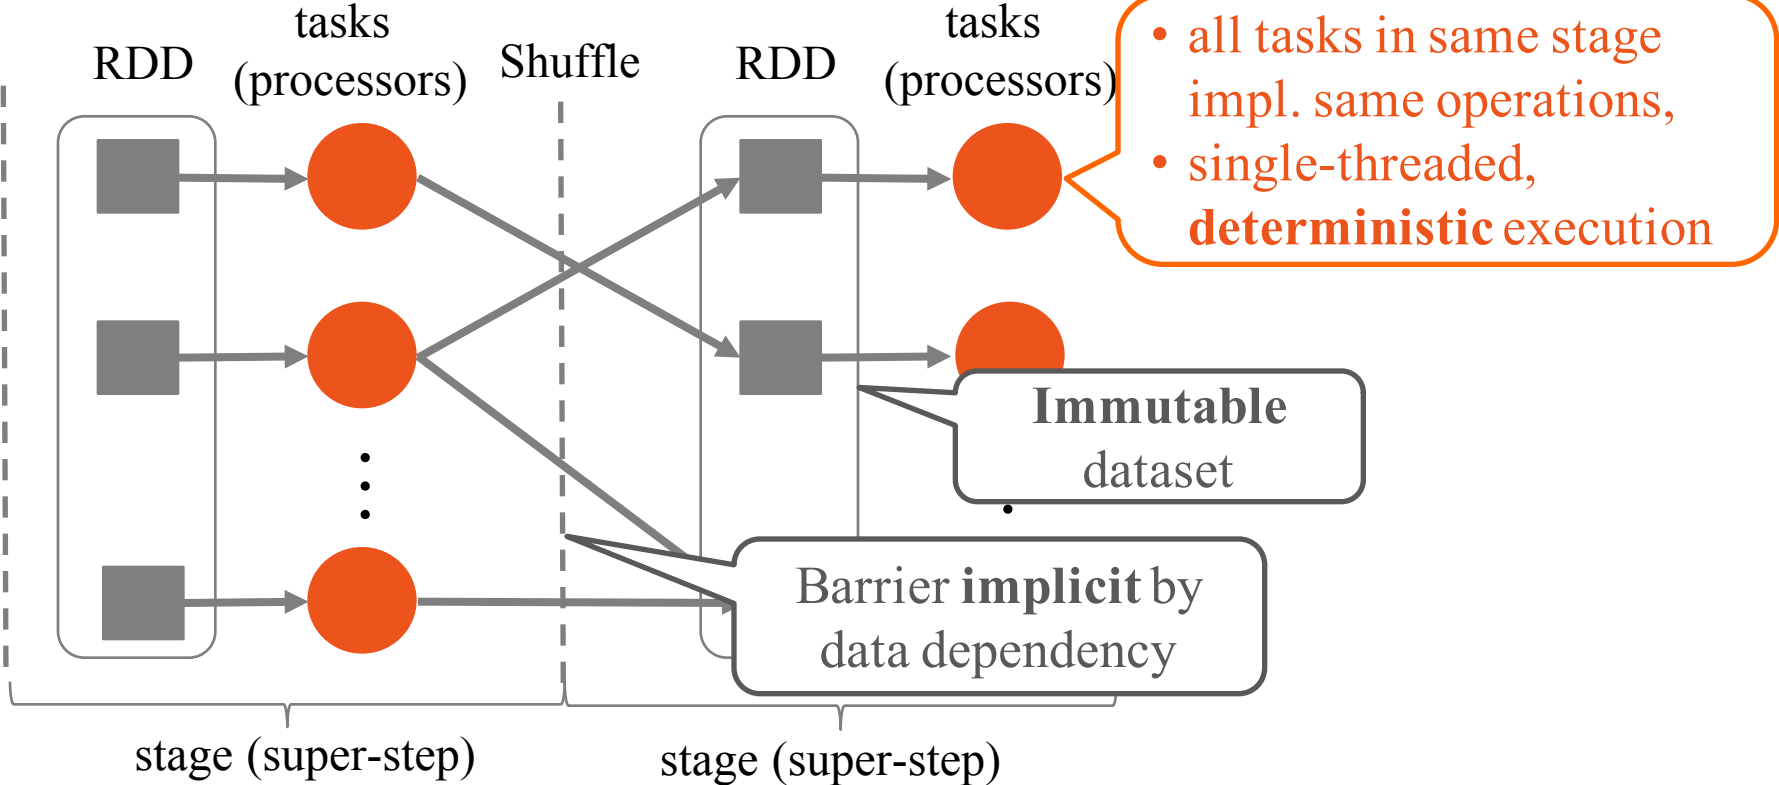 RDD
tasks
(processors)
Shuffle
RDD
tasks
(processors)
• all tasks in same stage
impl. same operations,
• single-threaded,
deterministic execution
Immutable
dataset
Barrier implicit by
data dependency
stage (super-step)
stage (super-step)